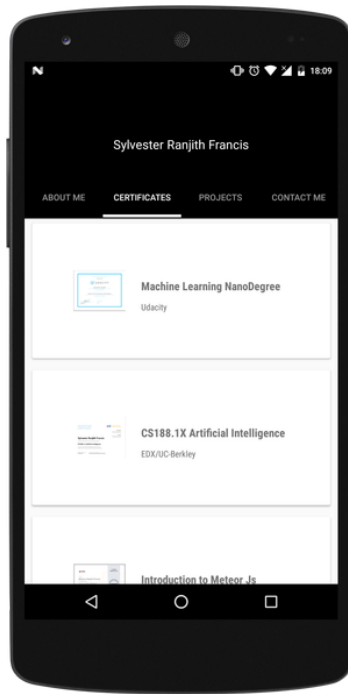 18:09
Sylvester Ranjith Francis
ABOUT ME CERTIFICATES PROJECTS CONTACT ME
Machine Learning NanoDegree
Udacity
CS188.1X Artificial Intelligence
EDX/UC-Berkley
Introduction to Meteor Js